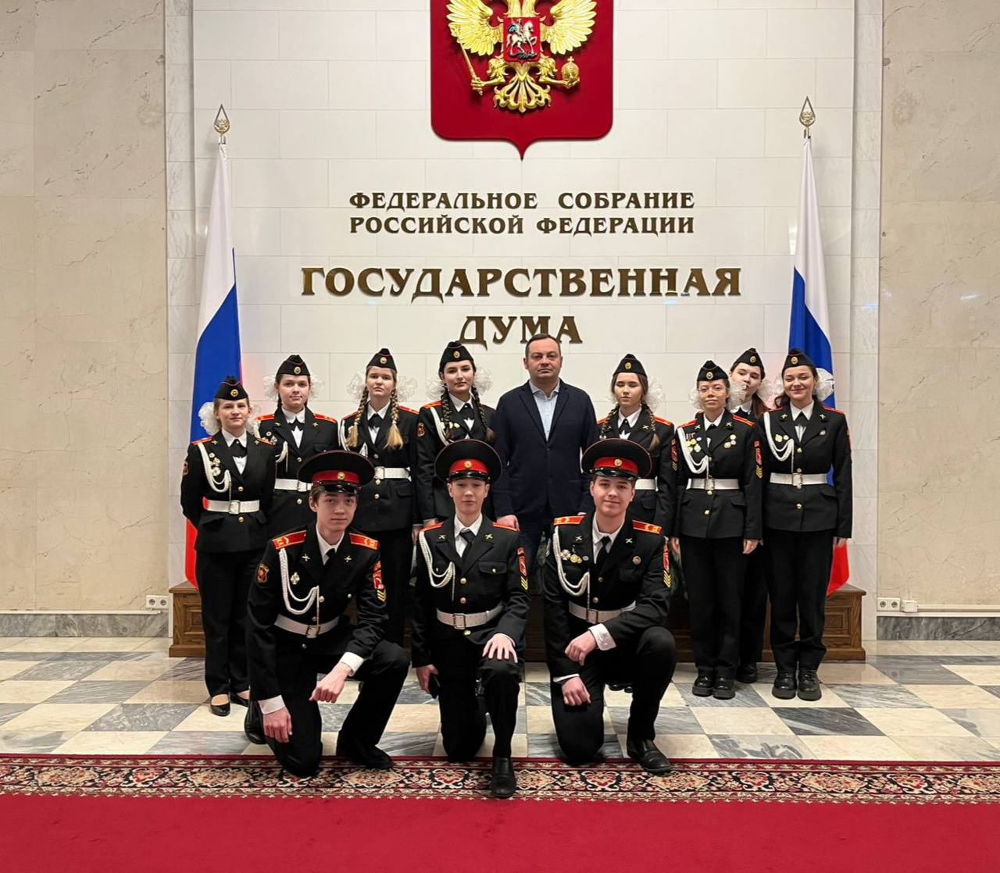 ФЕДЕРАЛЬНОЕ СОБРАНИЕ
РОССИЙСКОЙ ФЕДЕРАЦИИ
ГОСУДАРСТВЕННАЯ
ДУМА